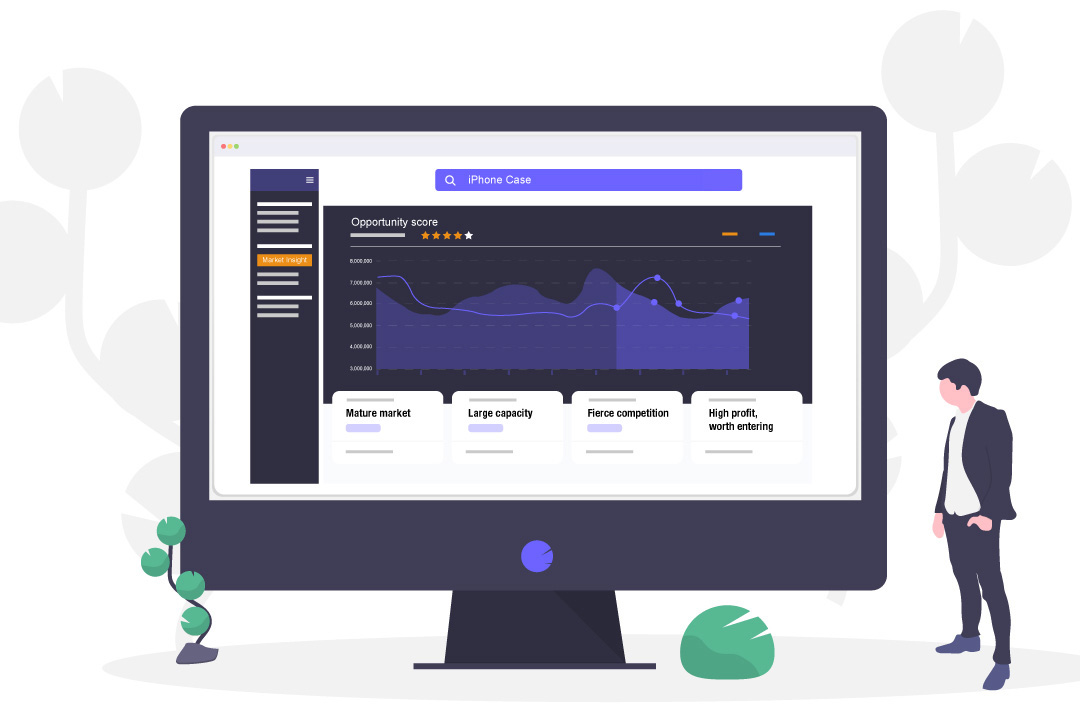 iPhone Case
Market Insight
Opportunity score
8,000,000
7,000,000
6,000,000
5,000,000
4,000,000
3,000,000
Mature market
Large capacity
Fierce competition
High profit,
worth entering